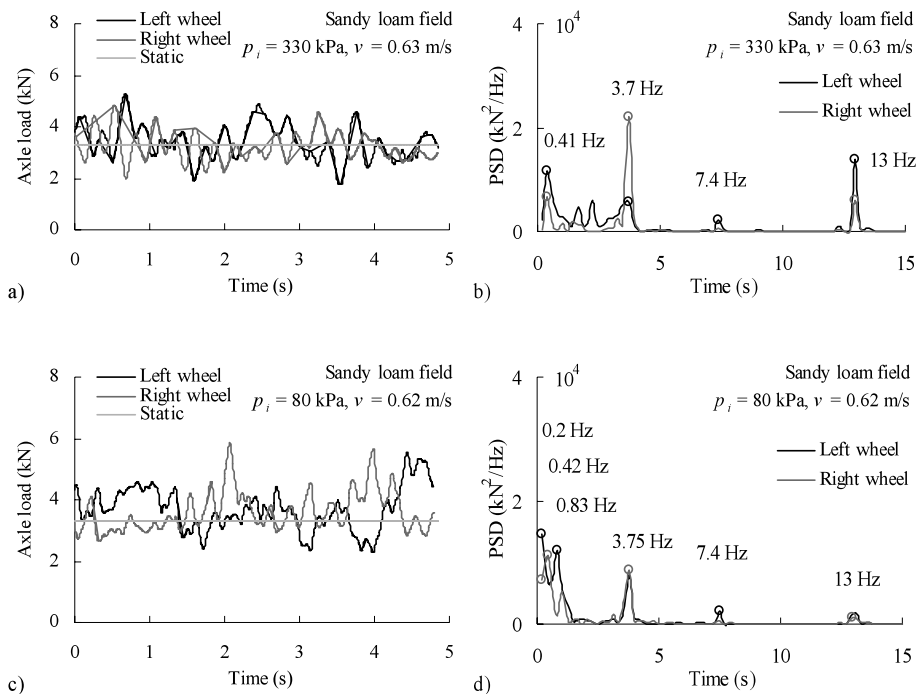 8
6
4
2
0
0 1 2 3 4 5
Axle load (kN)
Time (s)
Left wheel
Right wheel
Static
Sandy loam field
p i = 330 kPa, v = 0.63 m/s
a)
4
2
0
0 5 10 15
10^4
PSD (kN^2/Hz)
Time (s)
Sandy loam field
p i = 330 kPa, v = 0.63 m/s
Left wheel
Right wheel
0.41 Hz
3.7 Hz
7.4 Hz
13 Hz
b)
8
6
4
2
0
0 1 2 3 4 5
Axle load (kN)
Time (s)
Left wheel
Right wheel
Static
Sandy loam field
p i = 80 kPa, v = 0.62 m/s
c)
4
2
0
0 5 10 15
10^4
PSD (kN^2/Hz)
Time (s)
Sandy loam field
p i = 80 kPa, v = 0.62 m/s
Left wheel
Right wheel
0.2 Hz
0.42 Hz
0.83 Hz
3.75 Hz
7.4 Hz
13 Hz
d)